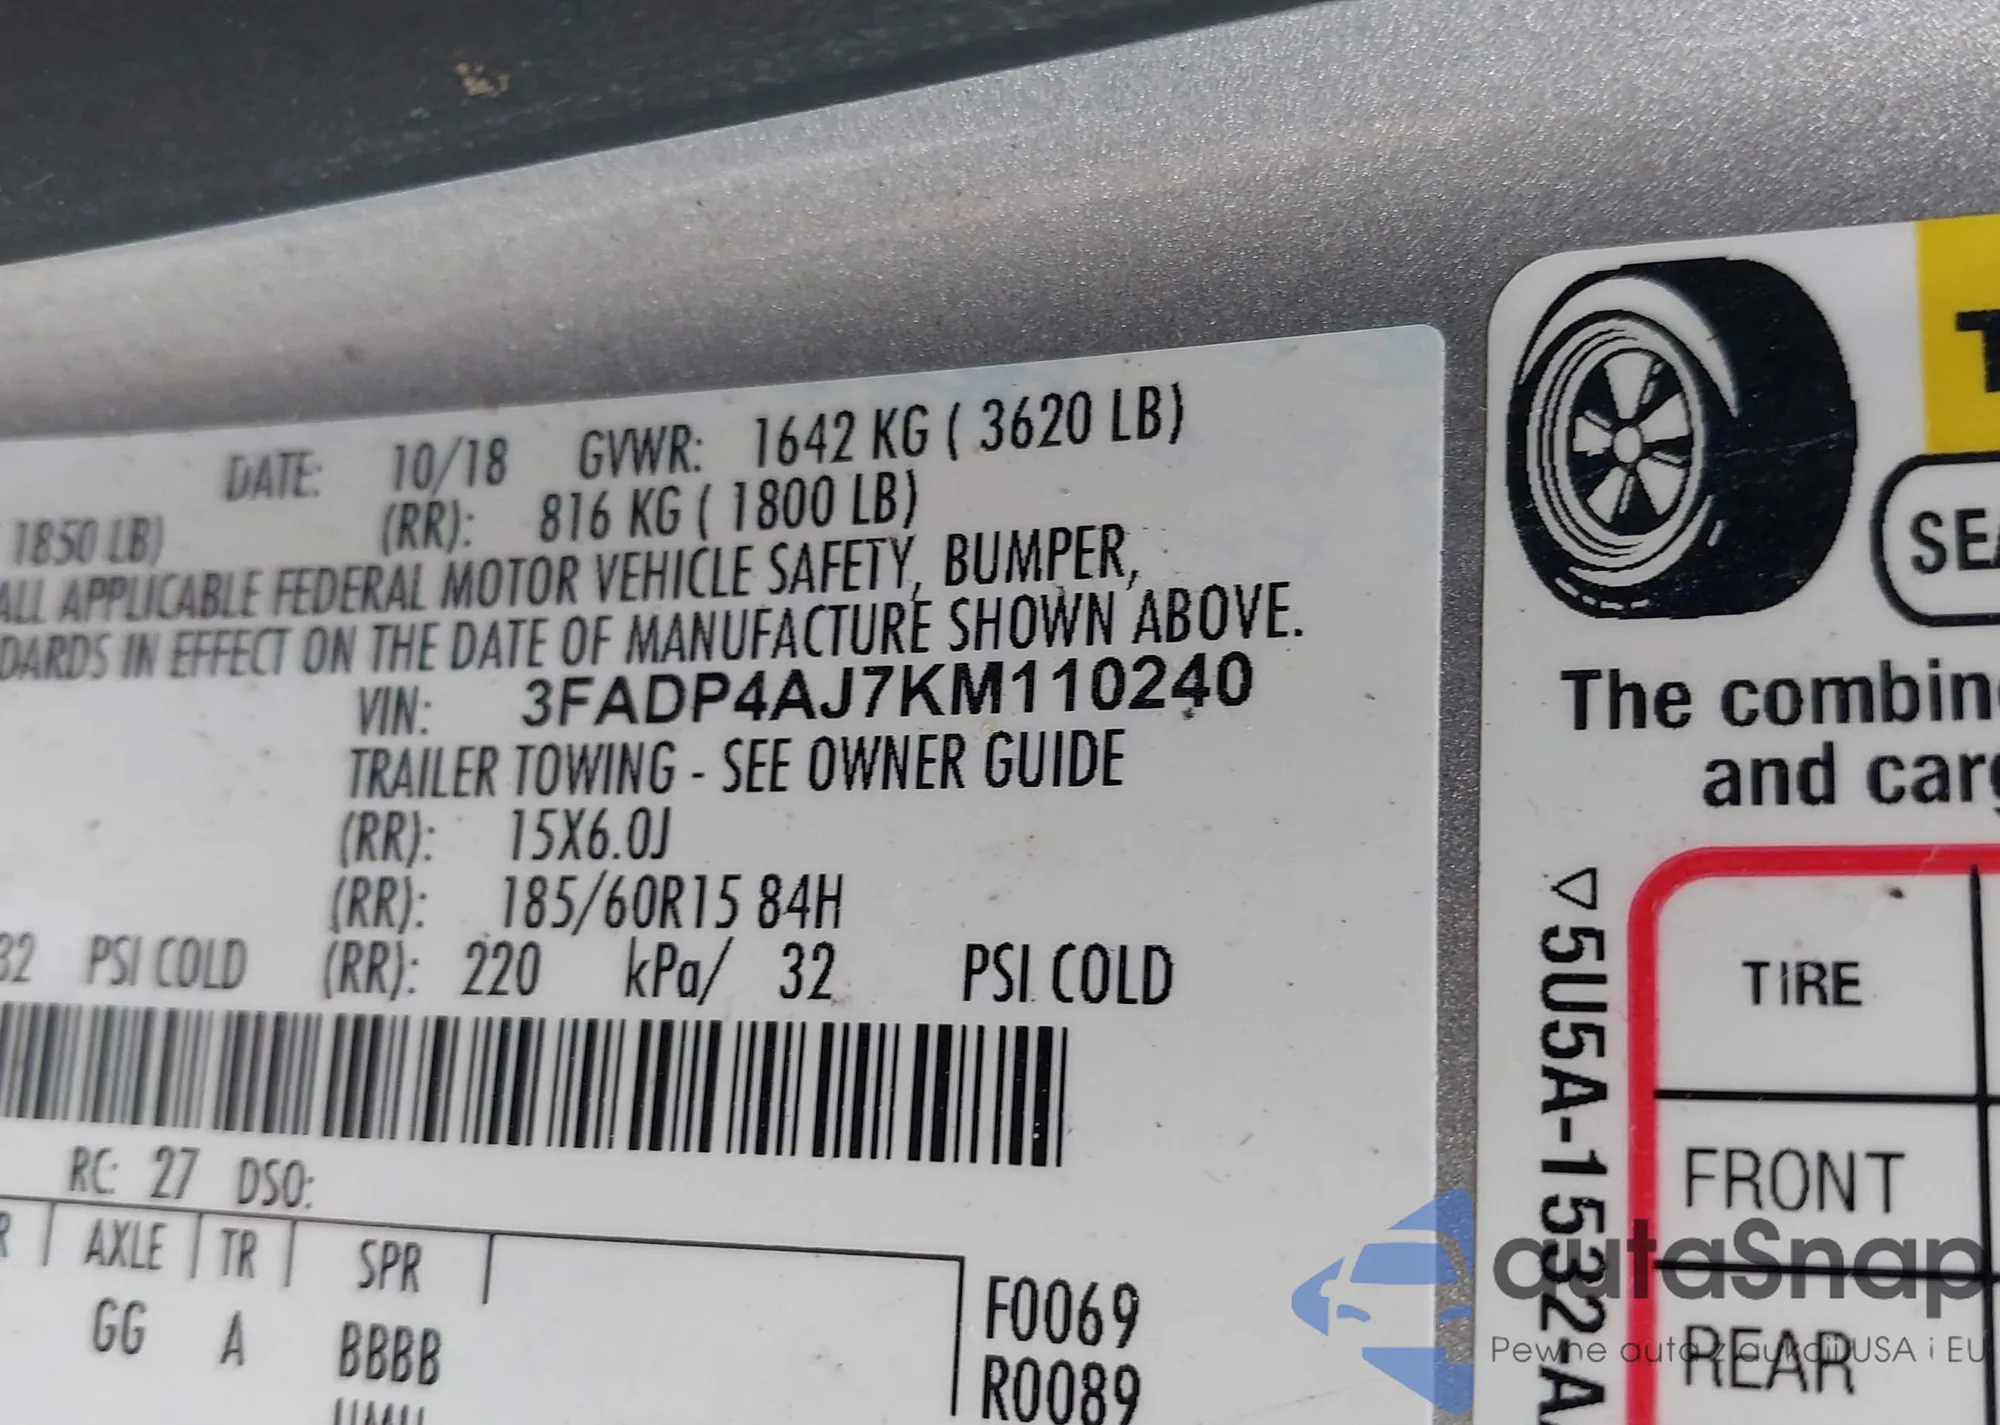 DATE: 10/18 GVWR: 1642 KG ( 3620 LB)
1850 LB) (RR): 816 KG ( 1800 LB)
ALL APPLICABLE FEDERAL MOTOR VEHICLE SAFETY, BUMPER,
DARDS IN EFFECT ON THE DATE OF MANUFACTURE SHOWN ABOVE.
VIN: 3FADP4AJ7KM110240
TRAILER TOWING - SEE OWNER GUIDE
(RR): 15X6.0J
(RR): 185/60R15 84H
32 PSI COLD (RR): 220 kPa/ 32 PSI COLD
RC: 27 DSO:
R AXLE TR SPR
GG A BBBB
F0069
R0089
T
SEA
The combin
and carg
TIRE
FRONT
REAR
5U5A-1532-A
autaSnap
Pewne auta z aukcji USA i EU